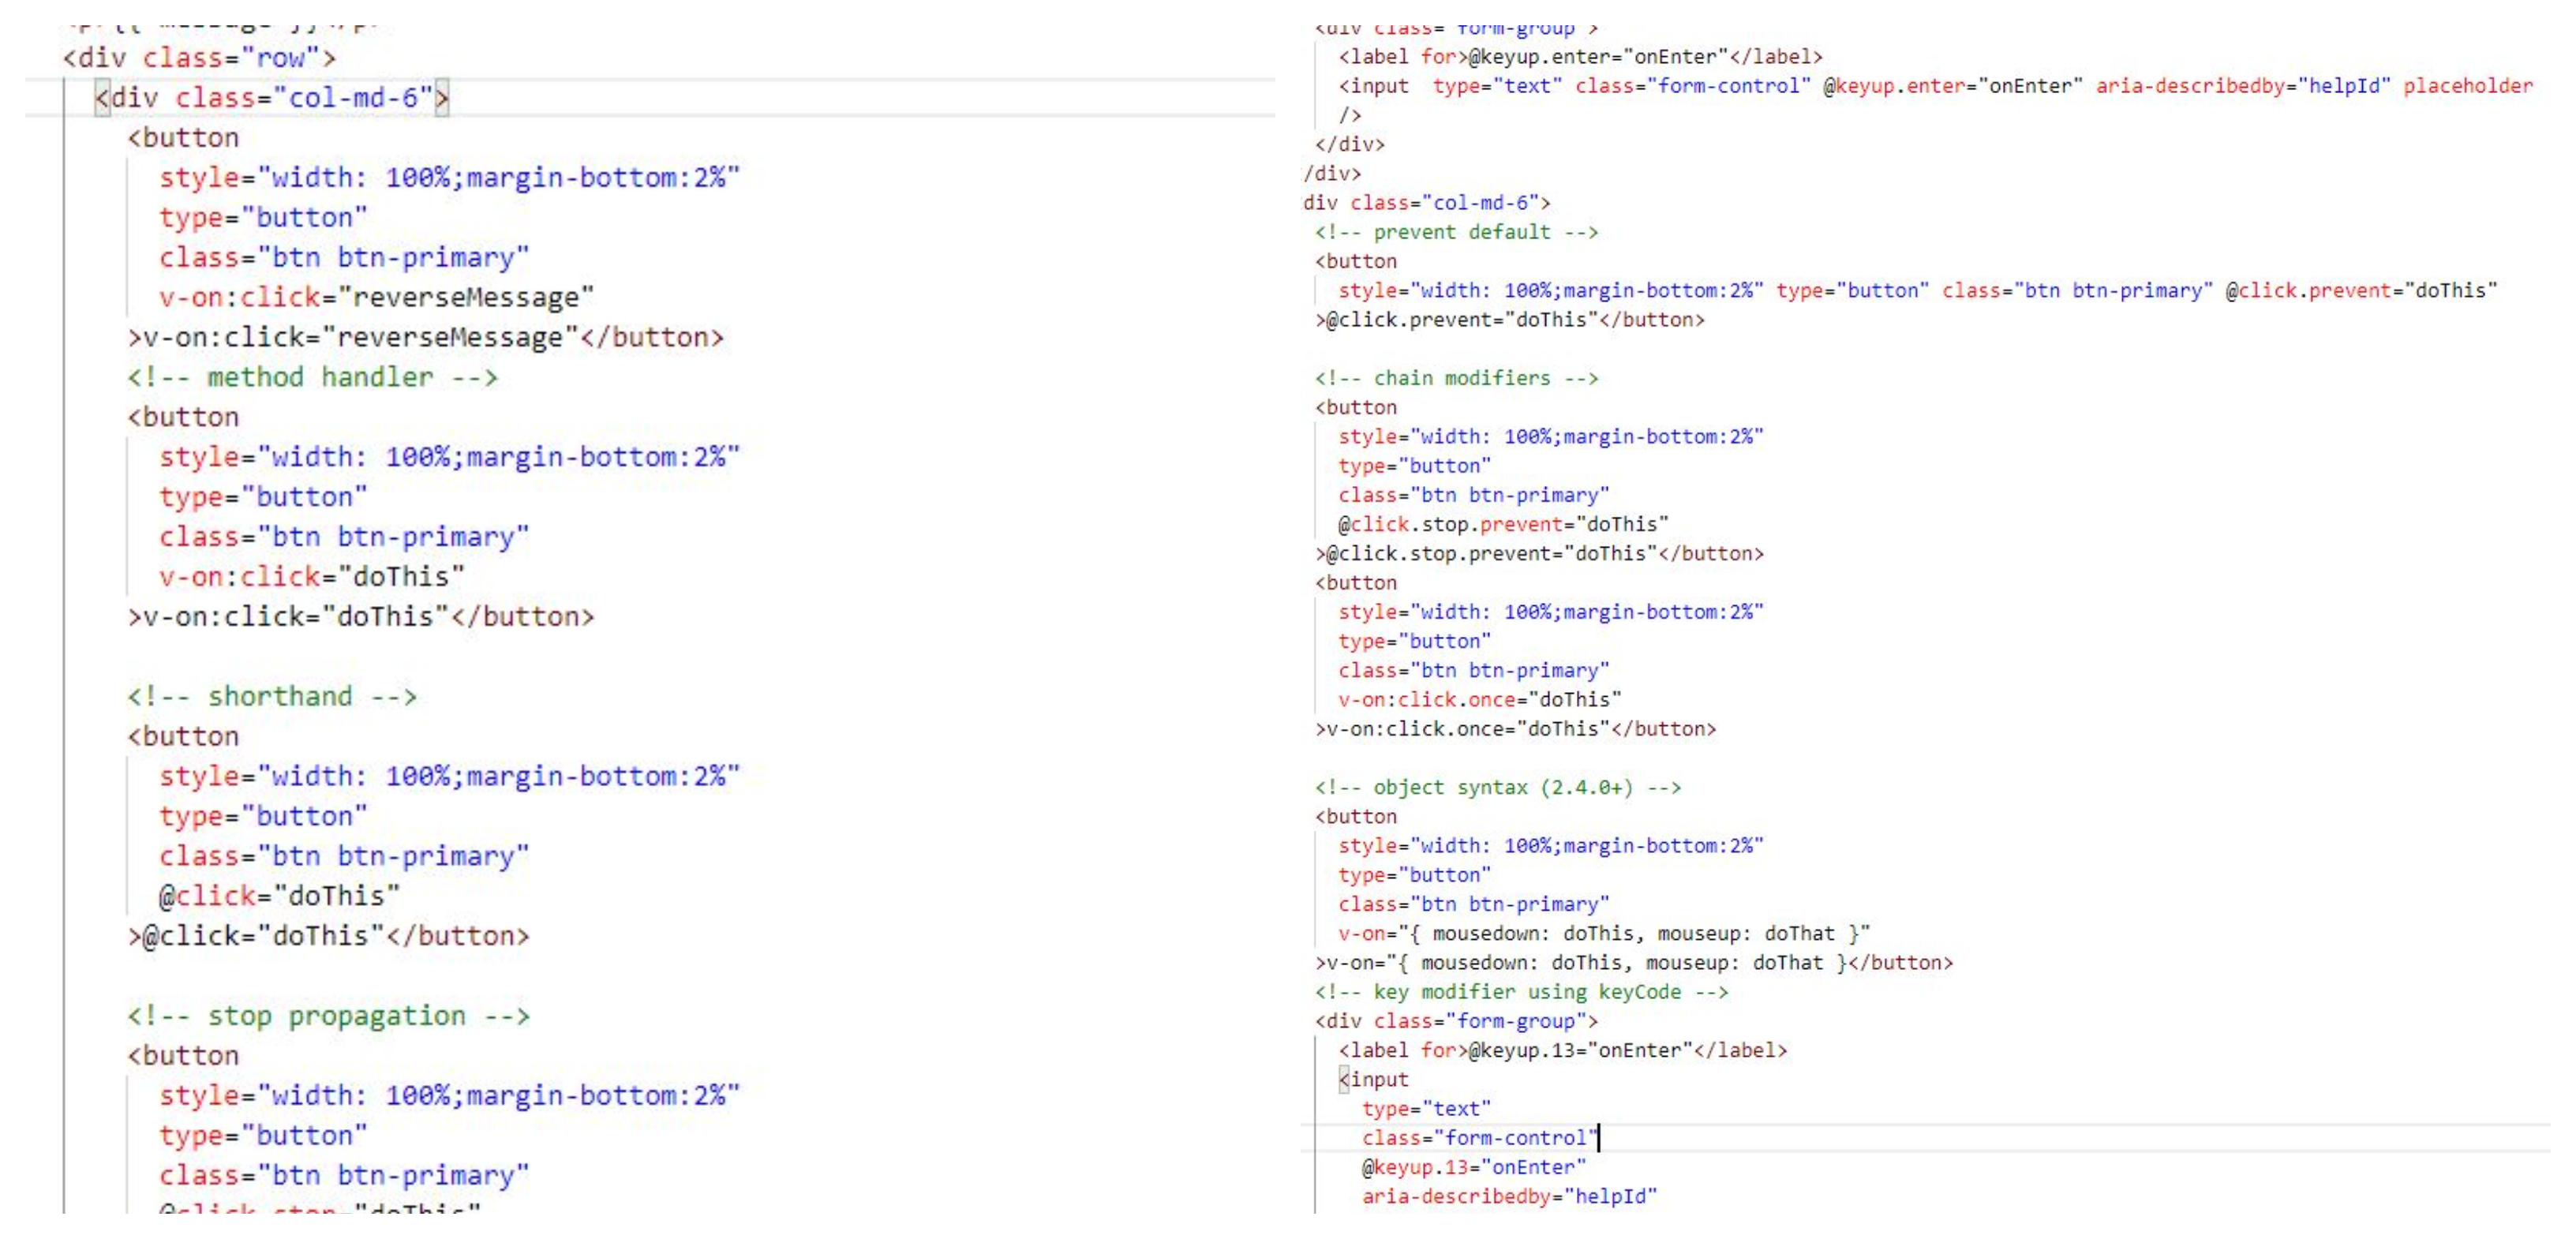 <p>{{ message }}</p>
<div class="row">
<div class="col-md-6">
<button
style="width: 100%;margin-bottom:2%"
type="button"
class="btn btn-primary"
v-on:click="reverseMessage"
>v-on:click="reverseMessage"</button>
<!-- method handler -->
<button
style="width: 100%;margin-bottom:2%"
type="button"
class="btn btn-primary"
v-on:click="doThis"
>v-on:click="doThis"</button>
<!-- shorthand -->
<button
style="width: 100%;margin-bottom:2%"
type="button"
class="btn btn-primary"
@click="doThis"
>@click="doThis"</button>
<!-- stop propagation -->
<button
style="width: 100%;margin-bottom:2%"
type="button"
class="btn btn-primary"
@click.stop="doThis"
<div class="form-group">
<label for>@keyup.enter="onEnter"</label>
<input  type="text" class="form-control" @keyup.enter="onEnter" aria-describedby="helpId" placeholder
/>
</div>
/div>
div class="col-md-6">
<!-- prevent default -->
<button
style="width: 100%;margin-bottom:2%" type="button" class="btn btn-primary" @click.prevent="doThis"
>@click.prevent="doThis"</button>
<!-- chain modifiers -->
<button
style="width: 100%;margin-bottom:2%"
type="button"
class="btn btn-primary"
@click.stop.prevent="doThis"
>@click.stop.prevent="doThis"</button>
<button
style="width: 100%;margin-bottom:2%"
type="button"
class="btn btn-primary"
v-on:click.once="doThis"
>v-on:click.once="doThis"</button>
<!-- object syntax (2.4.0+) -->
<button
style="width: 100%;margin-bottom:2%"
type="button"
class="btn btn-primary"
v-on="{ mousedown: doThis, mouseup: doThat }"
>v-on="{ mousedown: doThis, mouseup: doThat }</button>
<!-- key modifier using keyCode -->
<div class="form-group">
<label for>@keyup.13="onEnter"</label>
<input
type="text"
class="form-control"
@keyup.13="onEnter"
aria-describedby="helpId"